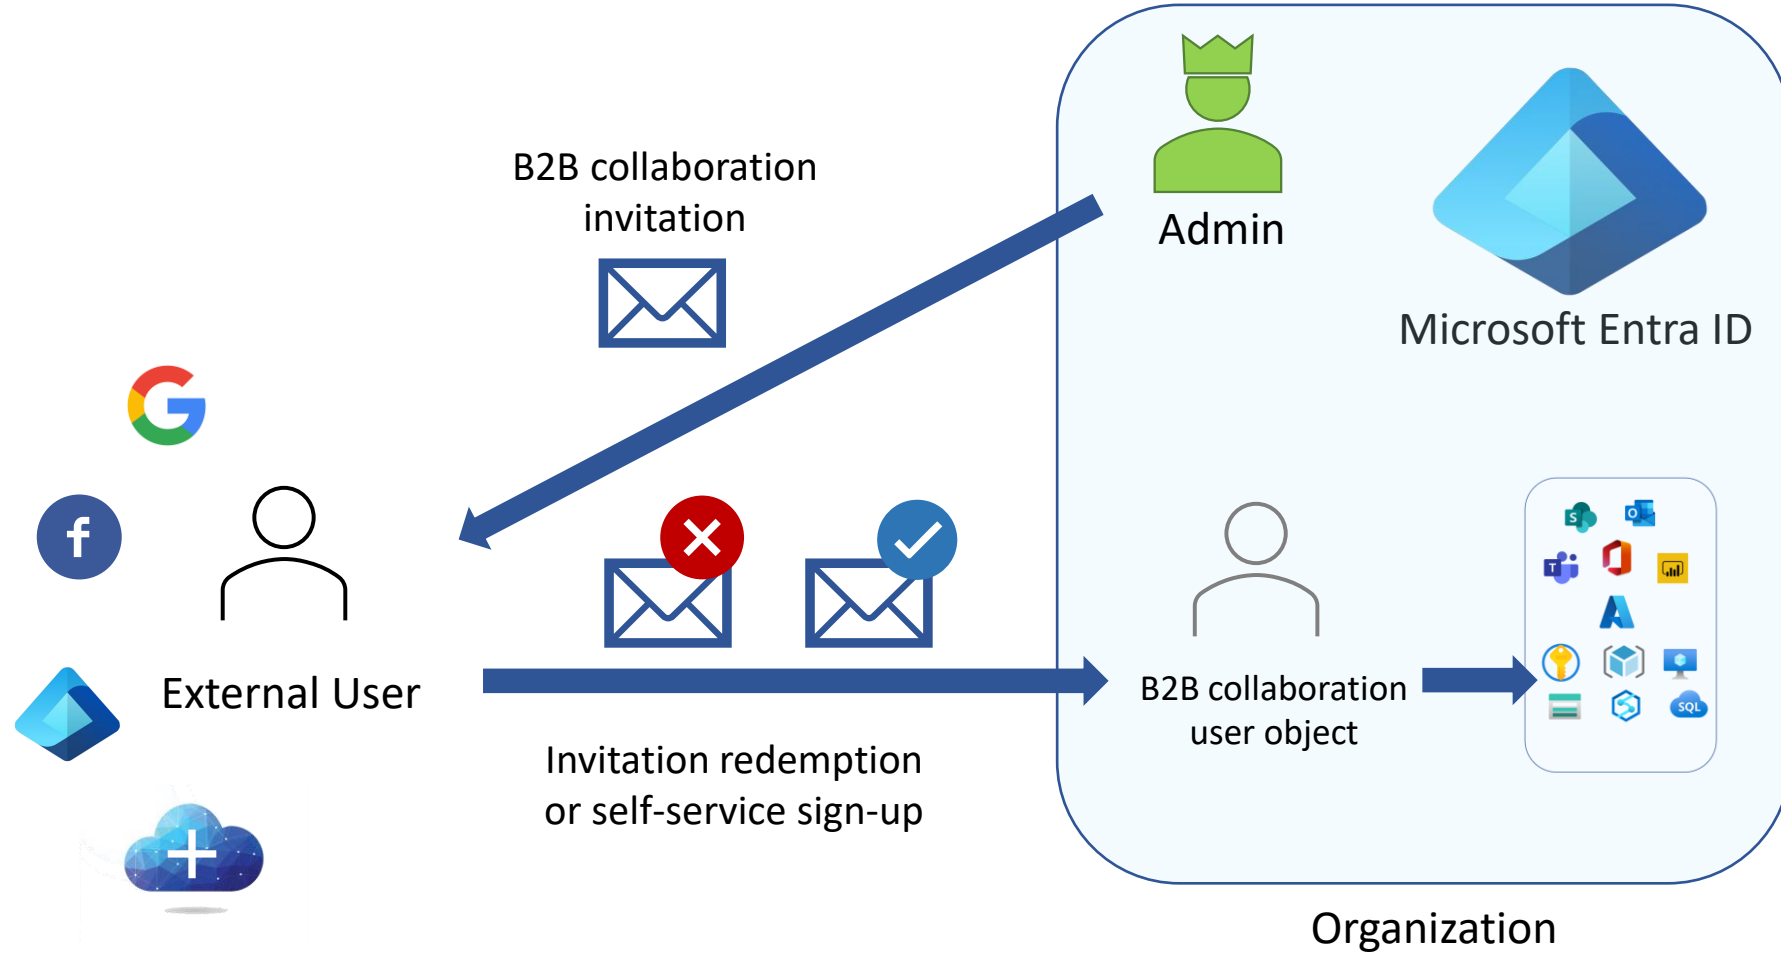 B2B collaboration
invitation
Admin
Microsoft Entra ID
G
f
External User
S
O
T
SQL
B2B collaboration
user object
Invitation redemption
or self-service sign-up
Organization